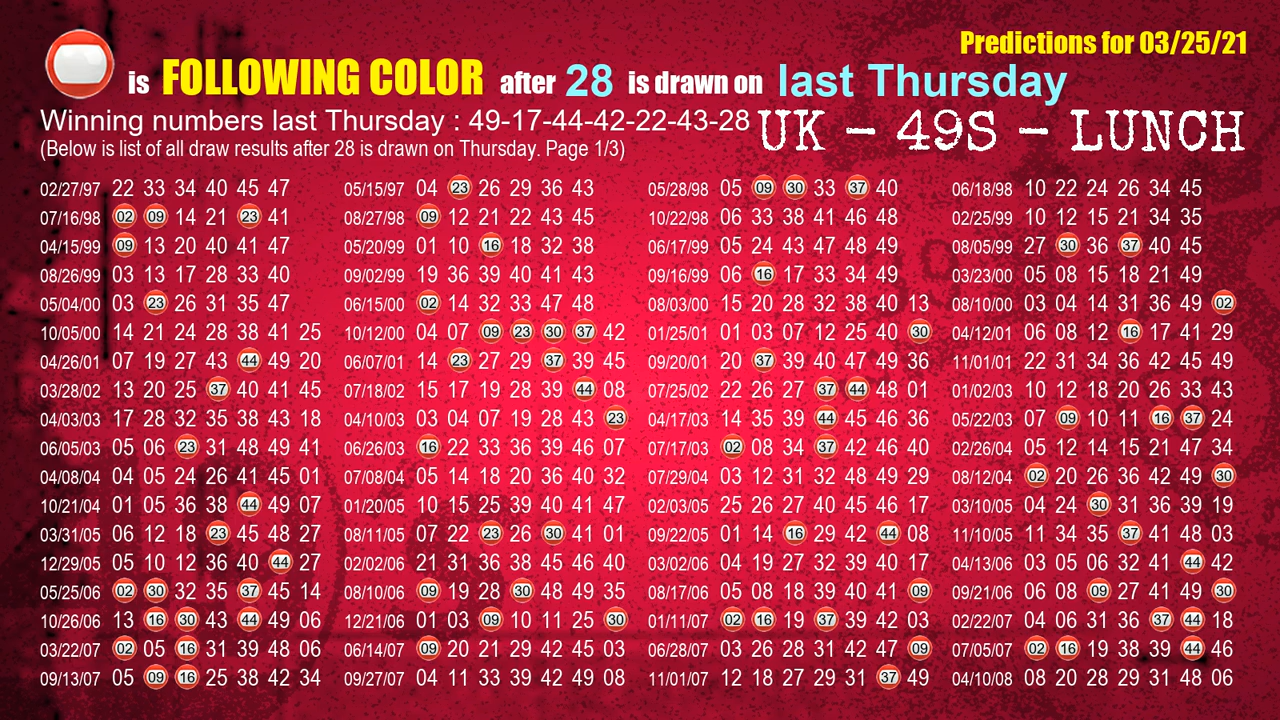 Predictions for 03/25/21
is FOLLOWING COLOR after 28 is drawn on last Thursday
Winning numbers last Thursday : 49-17-44-42-22-43-28
UK - 49S - LUNCH
(Below is list of all draw results after 28 is drawn on Thursday. Page 1/3)
02/27/97 22 33 34 40 45 47 05/15/97 04 23 26 29 36 43 05/28/98 05 09 30 33 37 40 06/18/98 10 22 24 26 34 45
07/16/98 02 09 14 21 23 41 08/27/98 09 12 21 22 43 45 10/22/98 06 33 38 41 46 48 02/25/99 10 12 15 21 34 35
04/15/99 09 13 20 40 41 47 05/20/99 01 10 16 18 32 38 06/17/99 05 24 43 47 48 49 08/05/99 27 30 36 37 40 45
08/26/99 03 13 17 28 33 40 09/02/99 19 36 39 40 41 43 09/16/99 06 16 17 33 34 49 03/23/00 05 08 15 18 21 49
05/04/00 03 23 26 31 35 47 06/15/00 02 14 32 33 47 48 08/03/00 15 20 28 32 38 40 13 08/10/00 03 04 14 31 36 49 02
10/05/00 14 21 24 28 38 41 25 10/12/00 04 07 09 23 30 37 42 01/25/01 01 03 07 12 25 40 30 04/12/01 06 08 12 16 17 41 29
04/26/01 07 19 27 43 44 49 20 06/07/01 14 23 27 29 37 39 45 09/20/01 20 37 39 40 47 49 36 11/01/01 22 31 34 36 42 45 49
03/28/02 13 20 25 37 40 41 45 07/18/02 15 17 19 28 39 44 08 07/25/02 22 26 27 37 44 48 01 01/02/03 10 12 18 20 26 33 43
04/03/03 17 28 32 35 38 43 18 04/10/03 03 04 07 19 28 43 23 04/17/03 14 35 39 44 45 46 36 05/22/03 07 09 10 11 16 37 24
06/05/03 05 06 23 31 48 49 41 06/26/03 16 22 33 36 39 46 07 07/17/03 02 08 34 37 42 46 40 02/26/04 05 12 14 15 21 47 34
04/08/04 04 05 24 26 41 45 01 07/08/04 05 14 18 20 36 40 32 07/29/04 03 12 31 32 48 49 29 08/12/04 02 20 26 36 42 49 30
10/21/04 01 05 36 38 44 49 07 01/20/05 10 15 25 39 40 41 47 02/03/05 25 26 27 40 45 46 17 03/10/05 04 24 30 31 36 39 19
03/31/05 06 12 18 23 45 48 27 08/11/05 07 22 23 26 30 41 01 09/22/05 01 14 16 29 42 44 08 11/10/05 11 34 35 37 41 48 03
12/29/05 05 10 12 36 40 44 27 02/02/06 21 31 36 38 45 46 40 03/02/06 04 19 27 32 39 40 17 04/13/06 03 05 06 32 41 44 42
05/25/06 02 30 32 35 37 45 14 08/10/06 09 19 28 30 48 49 35 08/17/06 05 08 18 39 40 41 09 09/21/06 06 08 09 27 41 49 30
10/26/06 13 16 30 43 44 49 06 12/21/06 01 03 09 10 11 25 30 01/11/07 02 16 19 37 39 42 03 02/22/07 04 06 31 36 37 44 18
03/22/07 02 05 16 31 39 48 06 06/14/07 09 20 21 29 42 45 03 06/28/07 03 26 28 31 42 47 09 07/05/07 02 16 19 38 39 44 46
09/13/07 05 09 16 25 38 42 34 09/27/07 04 11 33 39 42 49 08 11/01/07 12 18 27 29 31 37 49 04/10/08 08 20 28 29 31 48 06